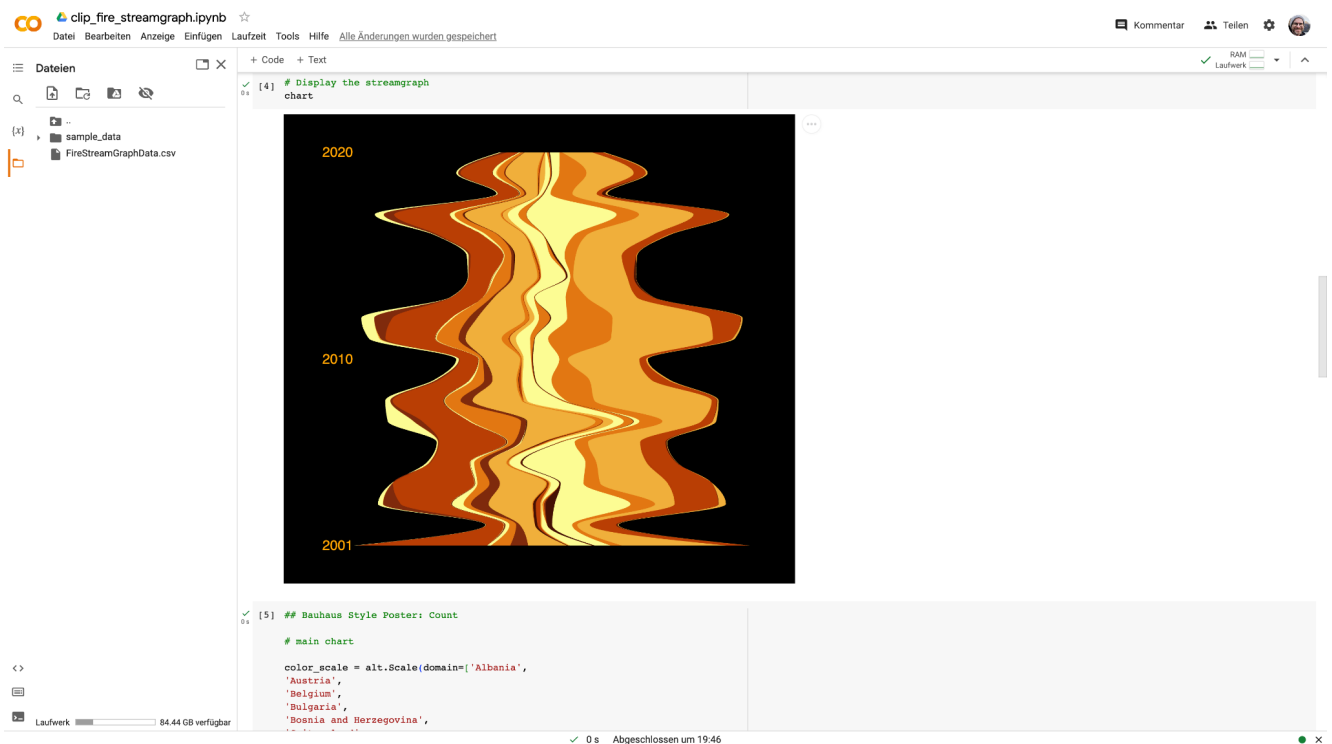 clip_fire_streamgraph.ipynb
Kommentar
Teilen
Datei Bearbeiten Anzeige Einfügen Laufzeit Tools Hilfe Alle Änderungen wurden gespeichert
Dateien
+ Code + Text
RAM
Laufwerk
..
sample_data
FireStreamGraphData.csv
{x}
[4] # Display the streamgraph
0 s
chart
2020
2010
2001
[5] ## Bauhaus Style Poster: Count
0 s
# main chart
color_scale = alt.Scale(domain=['Albania',
'Austria',
'Belgium',
'Bulgaria',
'Bosnia and Herzegovina',
Laufwerk 84.44 GB verfügbar
0 s Abgeschlossen um 19:46